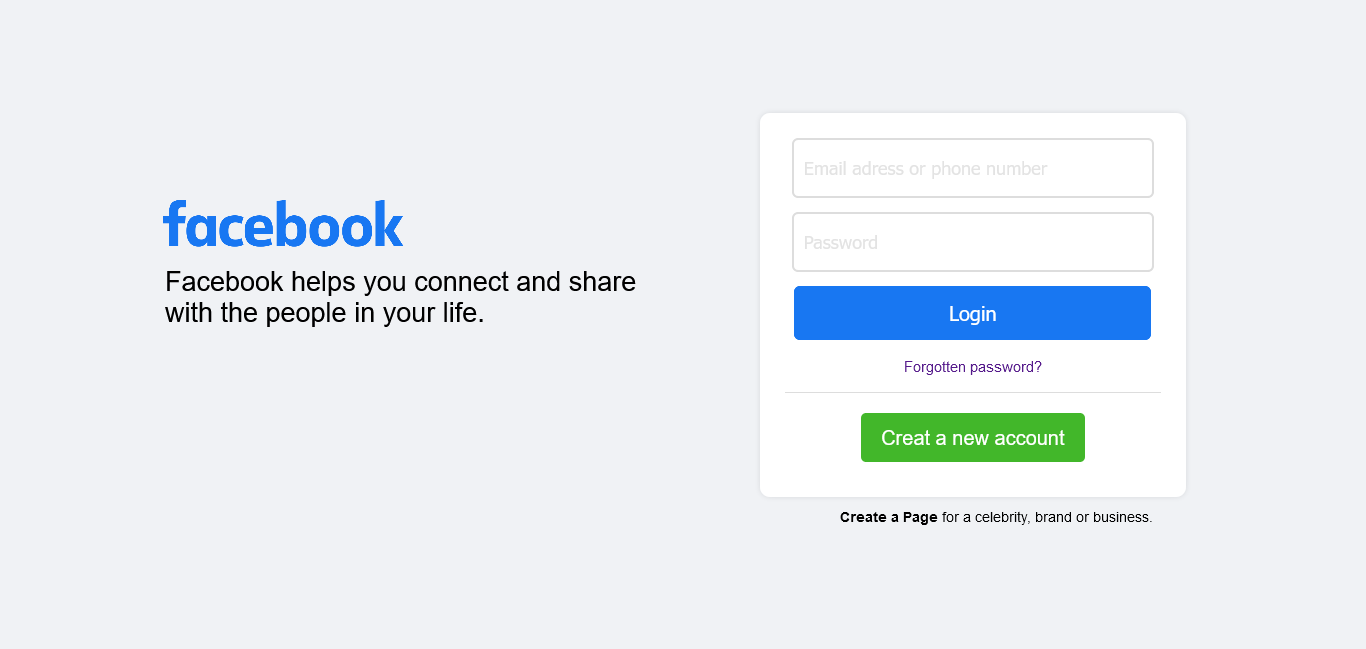 facebook
Facebook helps you connect and share
with the people in your life.
Email adress or phone number
Password
Login
Forgotten password?
Creat a new account
Create a Page for a celebrity, brand or business.